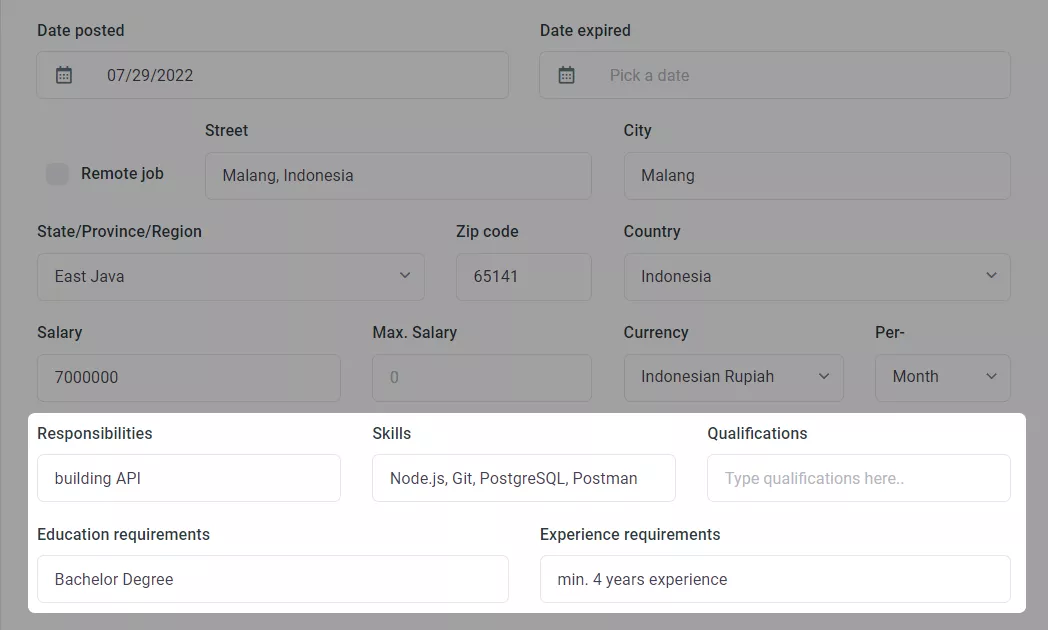 Date posted
Date expired
07/29/2022
Pick a date
Street
City
Remote job
Malang, Indonesia
Malang
State/Province/Region
Zip code
Country
East Java
65141
Indonesia
Salary
Max. Salary
Currency
Per-
7000000
0
Indonesian Rupiah
Month
Responsibilities
Skills
Qualifications
building API
Node.js, Git, PostgreSQL, Postman
Type qualifications here..
Education requirements
Experience requirements
Bachelor Degree
min. 4 years experience